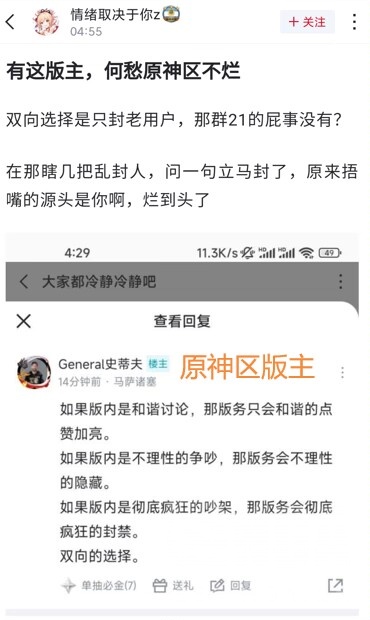 情绪取决于你z
04:55
+ 关注
有这版主，何愁原神区不烂
双向选择是只封老用户，那群21的屁事没有？
在那瞎几把乱封人，问一句立马封了，原来捂
嘴的源头是你啊，烂到头了
4:29
11.3K/s HD HD 49
大家都冷静冷静吧
查看回复
General史蒂夫 楼主
原神区版主
14分钟前 · 马萨诸塞
如果版内是和谐讨论，那版务只会和谐的点
赞加亮。
如果版内是不理性的争吵，那版务会不理性
的隐藏。
如果版内是彻底疯狂的吵架，那版务会彻底
疯狂的封禁。
双向的选择。
单抽必金(7) 送礼 回复